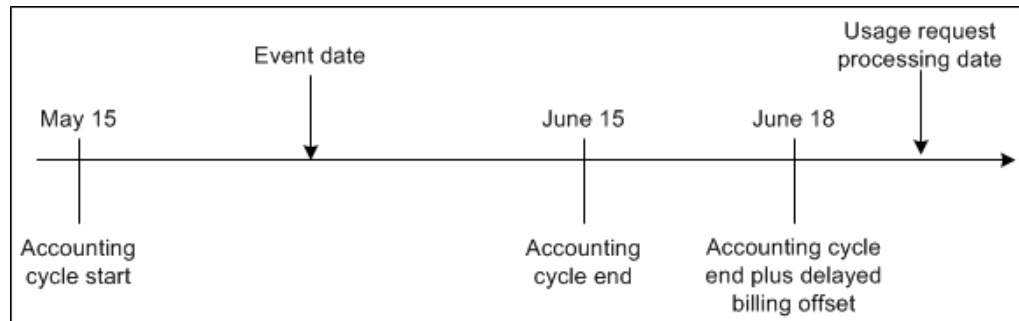 Usage request
processing date
Event date
May 15
June 15
June 18
Accounting
cycle start
Accounting
cycle end
Accounting cycle
end plus delayed
billing offset